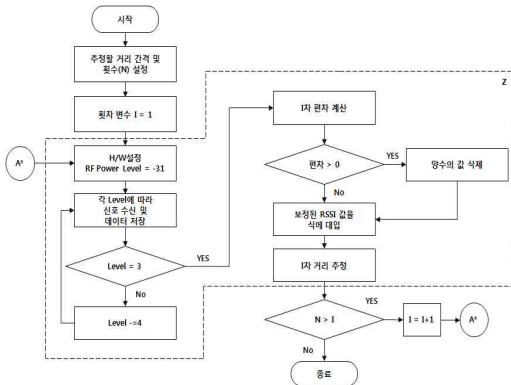 시작
추정할 거리 간격 및
횟수(N) 설정
횟자 변수 I = 1
A*
H/W설정
RF Power Level = -31
각 Level에 따라
신호 수신 및
데이터 저장
Level = 3
YES
No
Level -=4
Z
I차 편차 계산
편차 > 0
YES
양수의 값 삭제
No
보정된 RSSI 값을
식에 대입
I차 거리 추정
N > I
YES
I = I+1
A*
No
종료